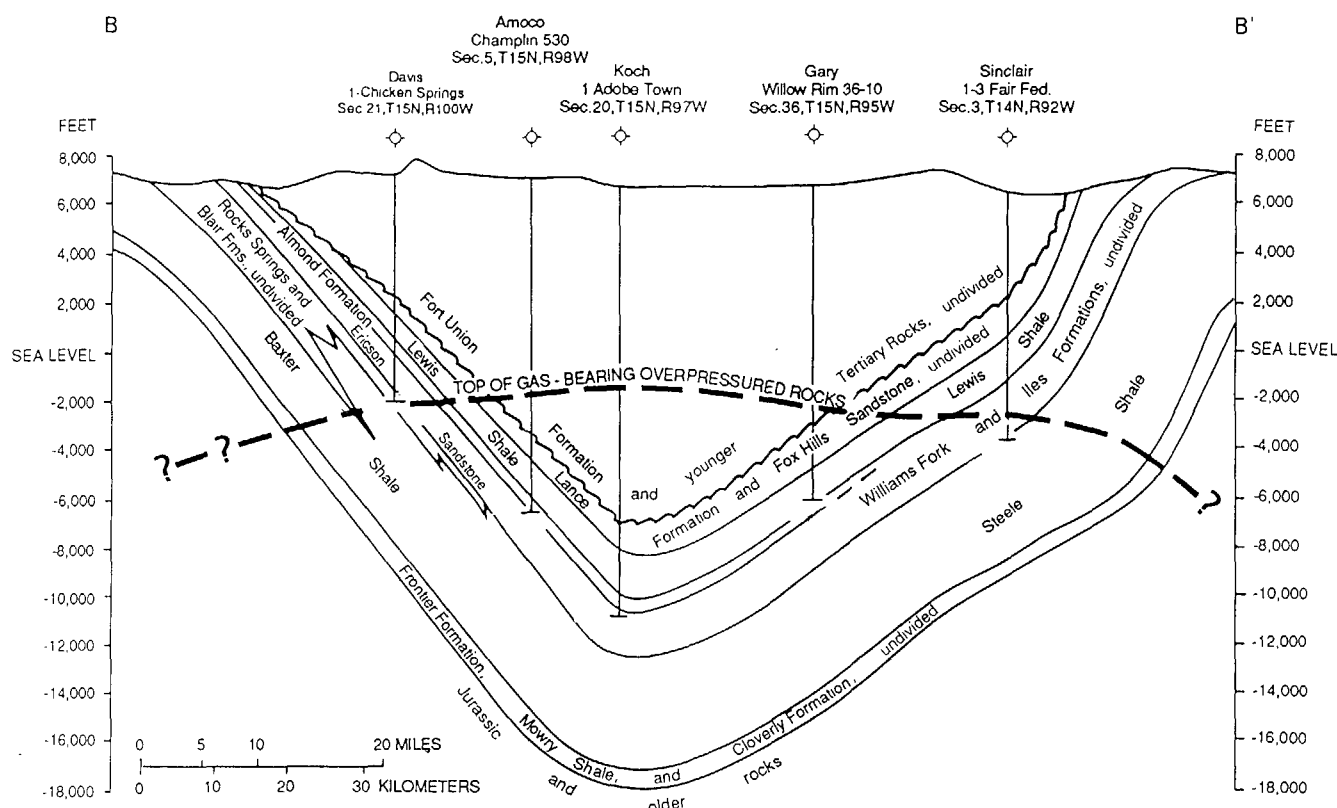 B
B'
Amoco
Champlin 530
Sec.5,T15N,R98W
Davis
1-Chicken Springs
Sec 21,T15N,R100W
Koch
1 Adobe Town
Sec.20,T15N,R97W
Gary
Willow Rim 36-10
Sec.36,T15N,R95W
Sinclair
1-3 Fair Fed.
Sec.3,T14N,R92W
FEET
8,000
6,000
4,000
2,000
SEA LEVEL
-2,000
-4,000
-6,000
-8,000
-10,000
-12,000
-14,000
-16,000
-18,000
FEET
8,000
6,000
4,000
2,000
SEA LEVEL
-2,000
-4,000
-6,000
-8,000
-10,000
-12,000
-14,000
-16,000
-18,000
Rocks Springs and
Blair Fms., undivided
Almond Formation
Ericson
Sandstone
Lewis
Shale
Fort Union
Formation
and
younger
Tertiary Rocks, undivided
Lance
Formation and Fox Hills Sandstone, undivided
Lewis
Shale
Williams Fork and Iles Formations, undivided
Baxter
Shale
Steele
Shale
TOP OF GAS - BEARING OVERPRESSURED ROCKS
?
?
?
Frontier Formation,
Mowry
Shale, and
Cloverly Formation,
undivided
Jurassic
and
older
rocks
0 5 10 20 MILES
0 10 20 30 KILOMETERS